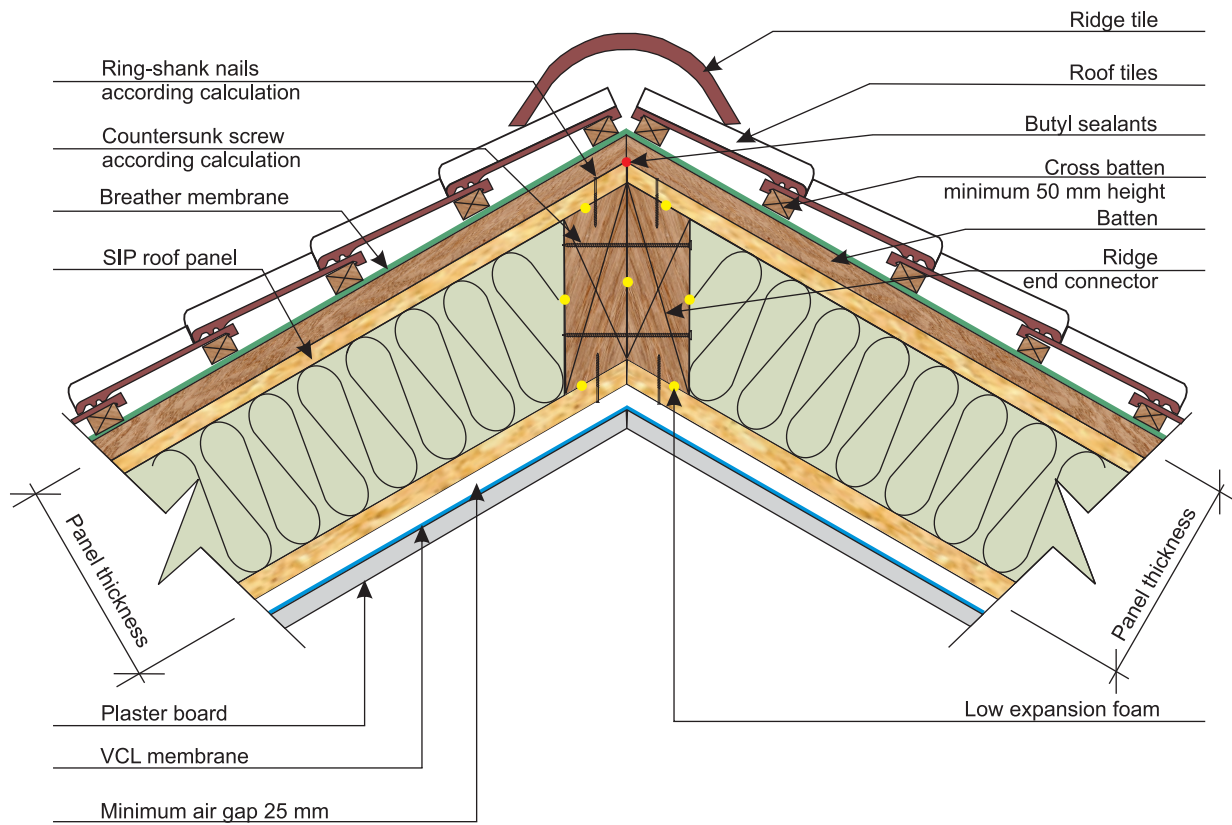 Ring-shank nails
according calculation
Countersunk screw
according calculation
Breather membrane
SIP roof panel
Ridge tile
Roof tiles
Butyl sealants
Cross batten
minimum 50 mm height
Batten
Ridge
end connector
Panel thickness
Panel thickness
Plaster board
VCL membrane
Minimum air gap 25 mm
Low expansion foam